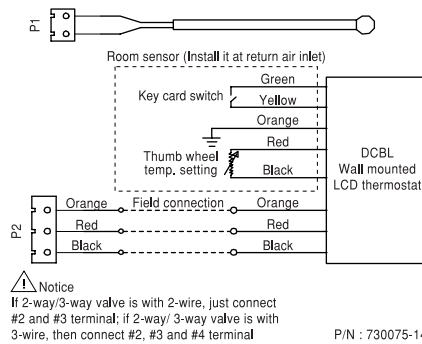 P1
Room sensor (Install it at return air inlet)
Green
Key card switch
Yellow
Orange
Red
Thumb wheel
temp. setting
Black
DCBL
Wall mounted
LCD thermostat
P2
Orange Field connection Orange
Red Red
Black Black
! Notice
If 2-way/3-way valve is with 2-wire, just connect
#2 and #3 terminal; if 2-way/ 3-way valve is with
3-wire, then connect #2, #3 and #4 terminal
P/N : 730075-14